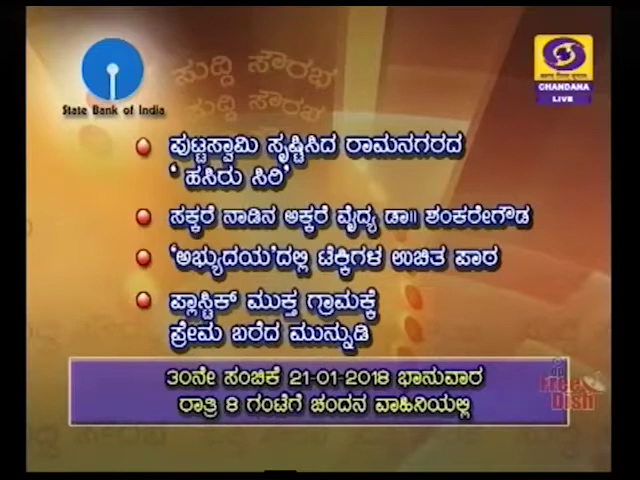 ಸುದ್ದಿ ಸೌರಭ
State Bank of India
CHANDANA
LIVE
ಪುಟ್ಟಸ್ವಾಮಿ ಸೃಷ್ಟಿಸಿದ ರಾಮನಗರದ
‘ ಹಸಿರು ಸಿರಿ’
ಸಕ್ಕರೆ ನಾಡಿನ ಅಕ್ಕರೆ ವೈದ್ಯ ಡಾ॥ ಶಂಕರೇಗೌಡ
‘ಅಭ್ಯುದಯ’ದಲ್ಲಿ ಟೆಕ್ಕಿಗಳ ಉಚಿತ ಪಾಠ
ಪ್ಲಾಸ್ಟಿಕ್ ಮುಕ್ತ ಗ್ರಾಮಕ್ಕೆ
ಪ್ರೇಮ ಬರೆದ ಮುನ್ನುಡಿ
30ನೇ ಸಂಚಿಕೆ 21-01-2018 ಭಾನುವಾರ
ರಾತ್ರಿ 8 ಗಂಟೆಗೆ ಚಂದನ ವಾಹಿನಿಯಲ್ಲಿ
DD
Free
Dish